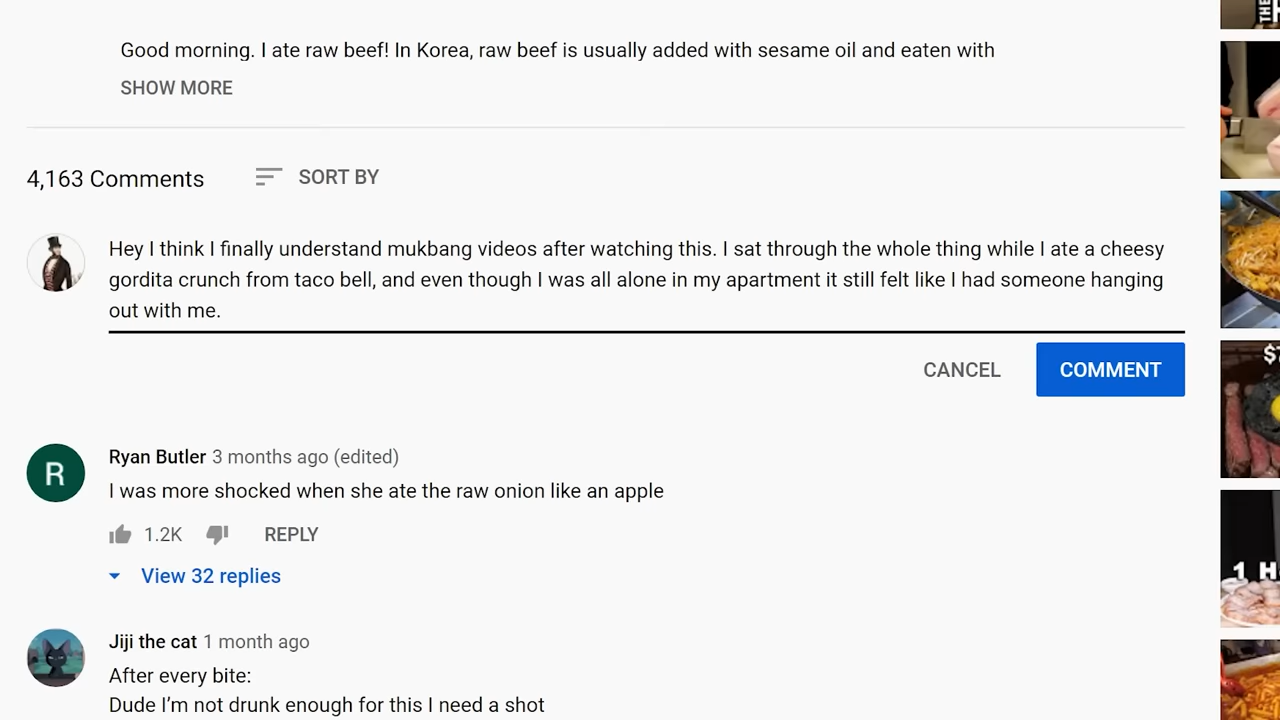 THE
Good morning. I ate raw beef! In Korea, raw beef is usually added with sesame oil and eaten with
SHOW MORE
4,163 Comments
SORT BY
Hey I think I finally understand mukbang videos after watching this. I sat through the whole thing while I ate a cheesy
gordita crunch from taco bell, and even though I was all alone in my apartment it still felt like I had someone hanging
out with me.
CANCEL
COMMENT
$
R
Ryan Butler 3 months ago (edited)
I was more shocked when she ate the raw onion like an apple
1.2K
REPLY
View 32 replies
1 H
Jiji the cat 1 month ago
After every bite:
Dude I’m not drunk enough for this I need a shot